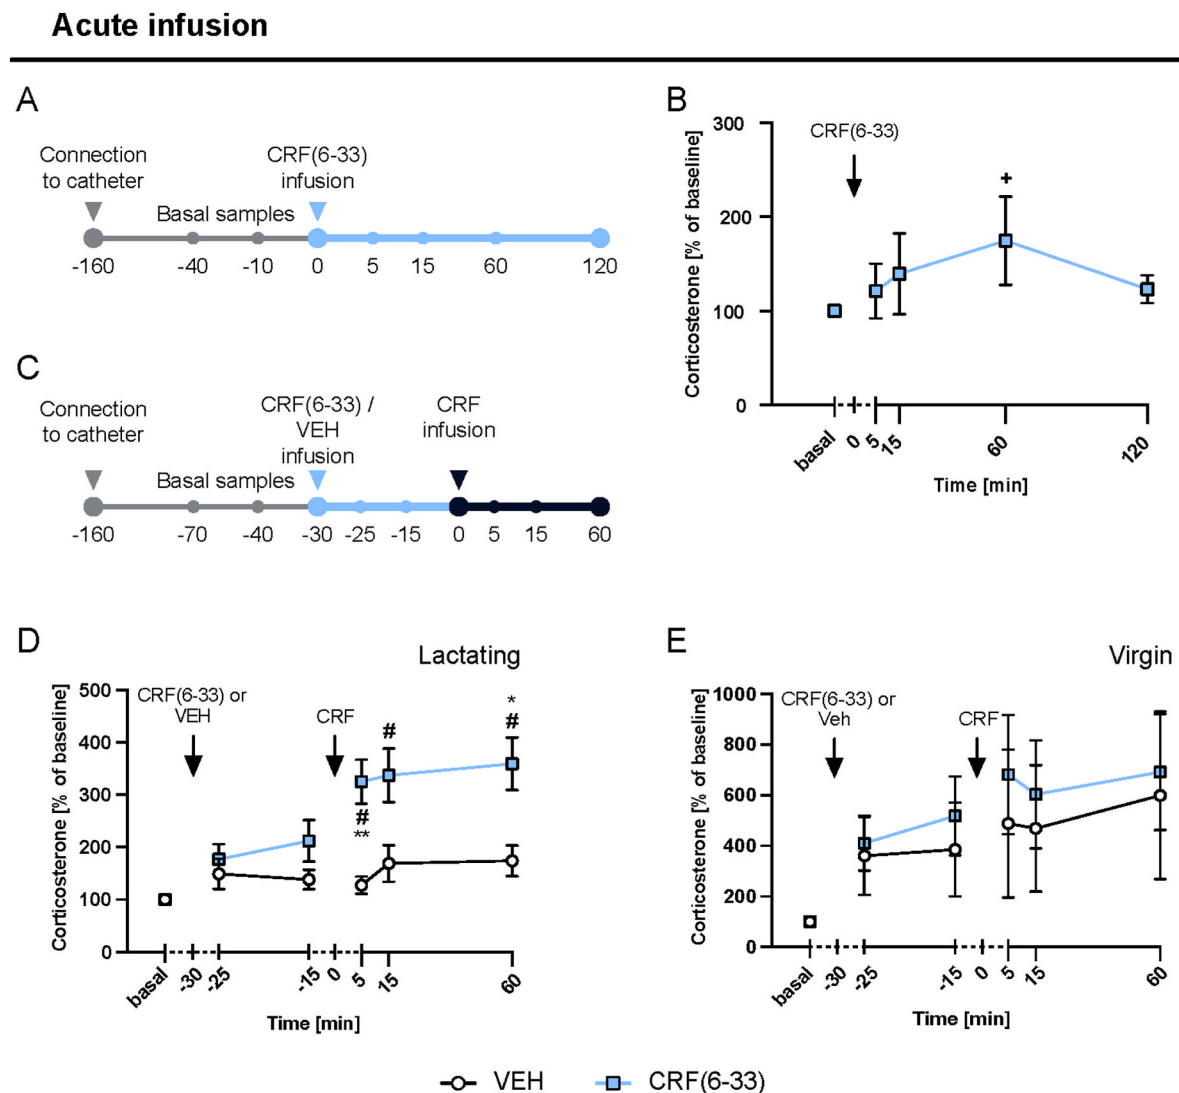 Acute infusion
A
Connection
to catheter
CRF(6-33)
infusion
Basal samples
-160 -40 -10 0 5 15 60 120
B
Corticosterone [% of baseline]
300
200
100
0
CRF(6-33)
+
basal 0 5 15 60 120
Time [min]
C
Connection
to catheter
CRF(6-33) /
VEH
infusion
CRF
infusion
Basal samples
-160 -70 -40 -30 -25 -15 0 5 15 60
D
Lactating
Corticosterone [% of baseline]
500
400
300
200
100
0
CRF(6-33) or
VEH
CRF
#
**
#
*
#
basal -30 -25 -15 0 5 15 60
Time [min]
E
Virgin
Corticosterone [% of baseline]
1000
800
600
400
200
0
CRF(6-33) or
Veh
CRF
basal -30 -25 -15 0 5 15 60
Time [min]
VEH CRF(6-33)